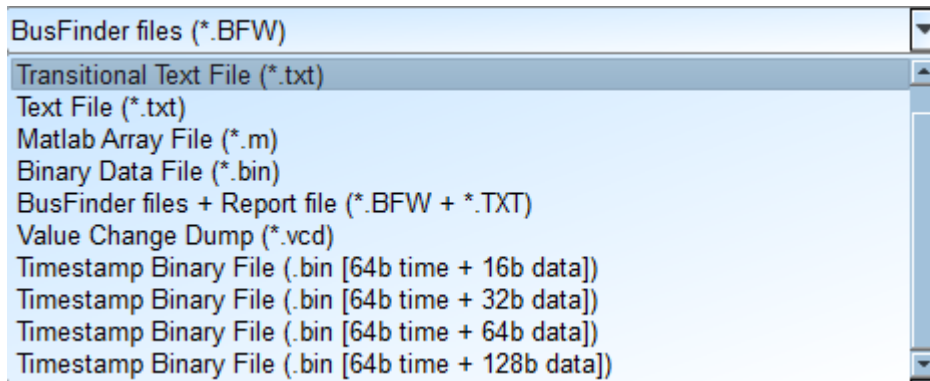 BusFinder files (*.BFW)
Transitional Text File (*.txt)
Text File (*.txt)
Matlab Array File (*.m)
Binary Data File (*.bin)
BusFinder files + Report file (*.BFW + *.TXT)
Value Change Dump (*.vcd)
Timestamp Binary File (.bin [64b time + 16b data])
Timestamp Binary File (.bin [64b time + 32b data])
Timestamp Binary File (.bin [64b time + 64b data])
Timestamp Binary File (.bin [64b time + 128b data])